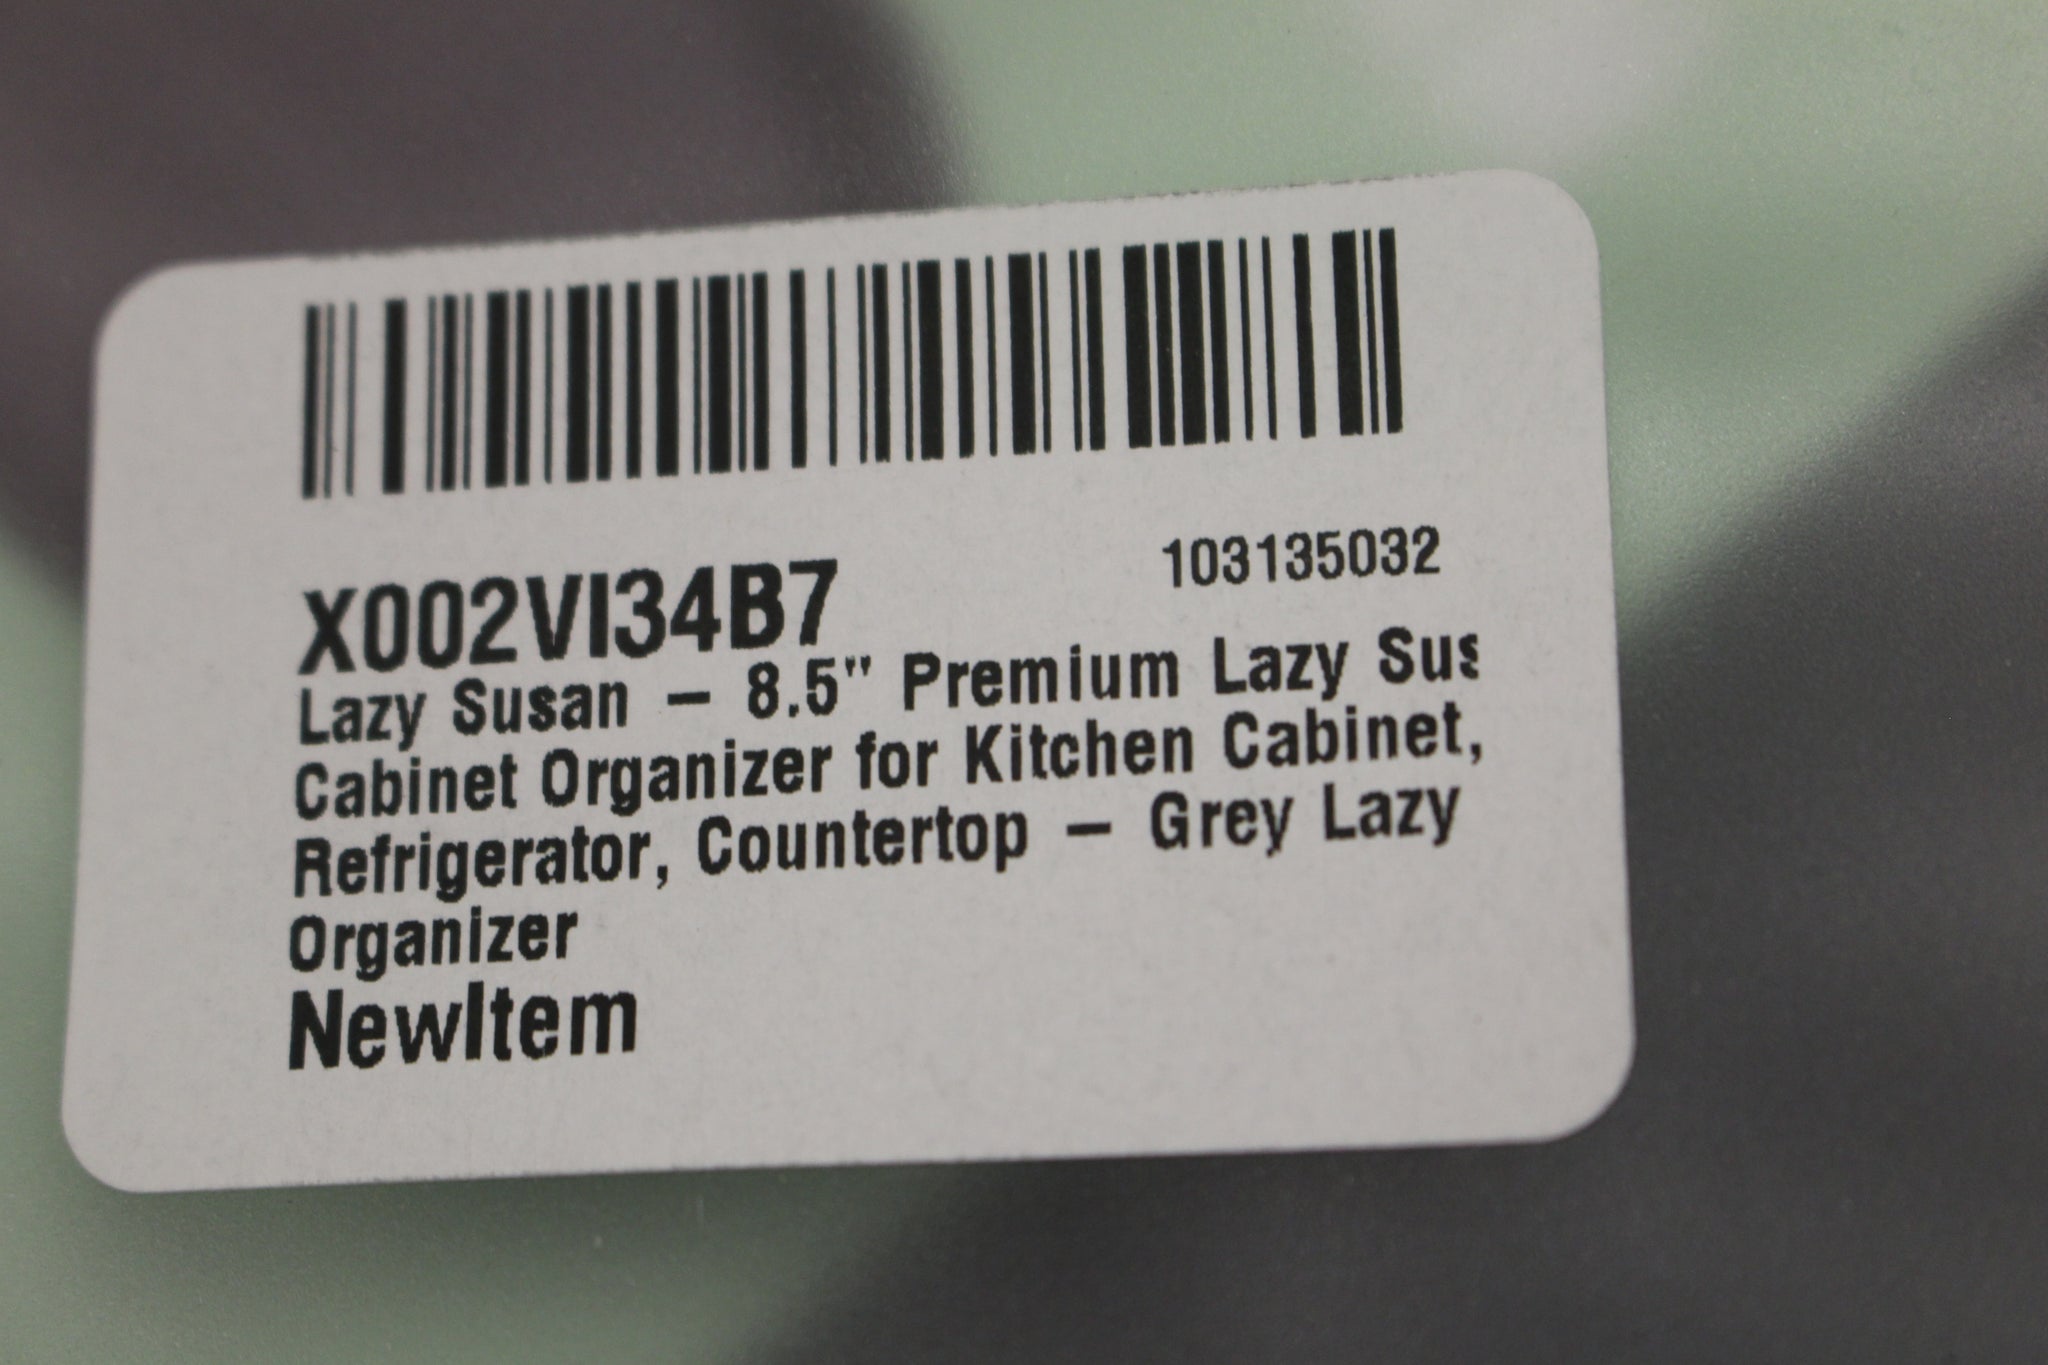 X002VI34B7
103135032
Lazy Susan – 8.5" Premium Lazy Sus
Cabinet Organizer for Kitchen Cabinet,
Refrigerator, Countertop – Grey Lazy
Organizer
NewItem